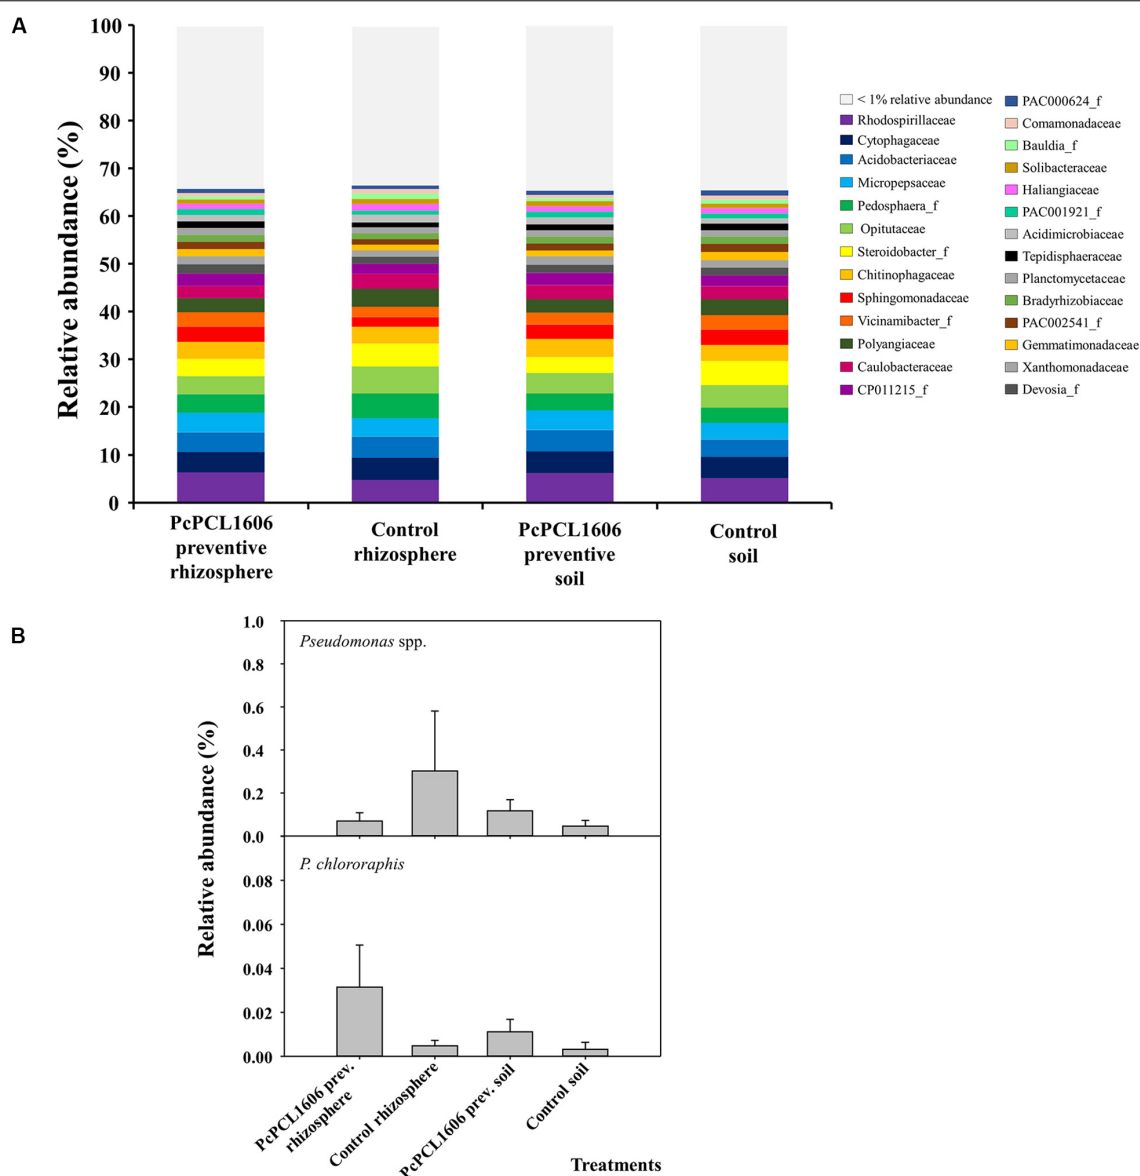 A
Relative abundance (%)
100
90
80
70
60
50
40
30
20
10
0
PcPCL1606
preventive
rhizosphere
Control
rhizosphere
PcPCL1606
preventive
soil
Control
soil
< 1% relative abundance
Rhodospirillaceae
Cytophagaceae
Acidobacteriaceae
Micropepsaceae
Pedosphaera_f
Opitutaceae
Steroidobacter_f
Chitinophagaceae
Sphingomonadaceae
Vicinamibacter_f
Polyangiaceae
Caulobacteraceae
CP011215_f
PAC000624_f
Comamonadaceae
Bauldia_f
Solibacteraceae
Haliangiaceae
PAC001921_f
Acidimicrobiaceae
Tepidisphaeraceae
Planctomycetaceae
Bradyrhizobiaceae
PAC002541_f
Gemmatimonadaceae
Xanthomonadaceae
Devosia_f
B
Relative abundance (%)
1.0
0.8
0.6
0.4
0.2
0.0
Pseudomonas spp.
0.08
0.06
0.04
0.02
0.00
P. chlororaphis
PcPCL1606 prev.
rhizosphere
Control rhizosphere
PcPCL1606 prev. soil
Control soil
Treatments